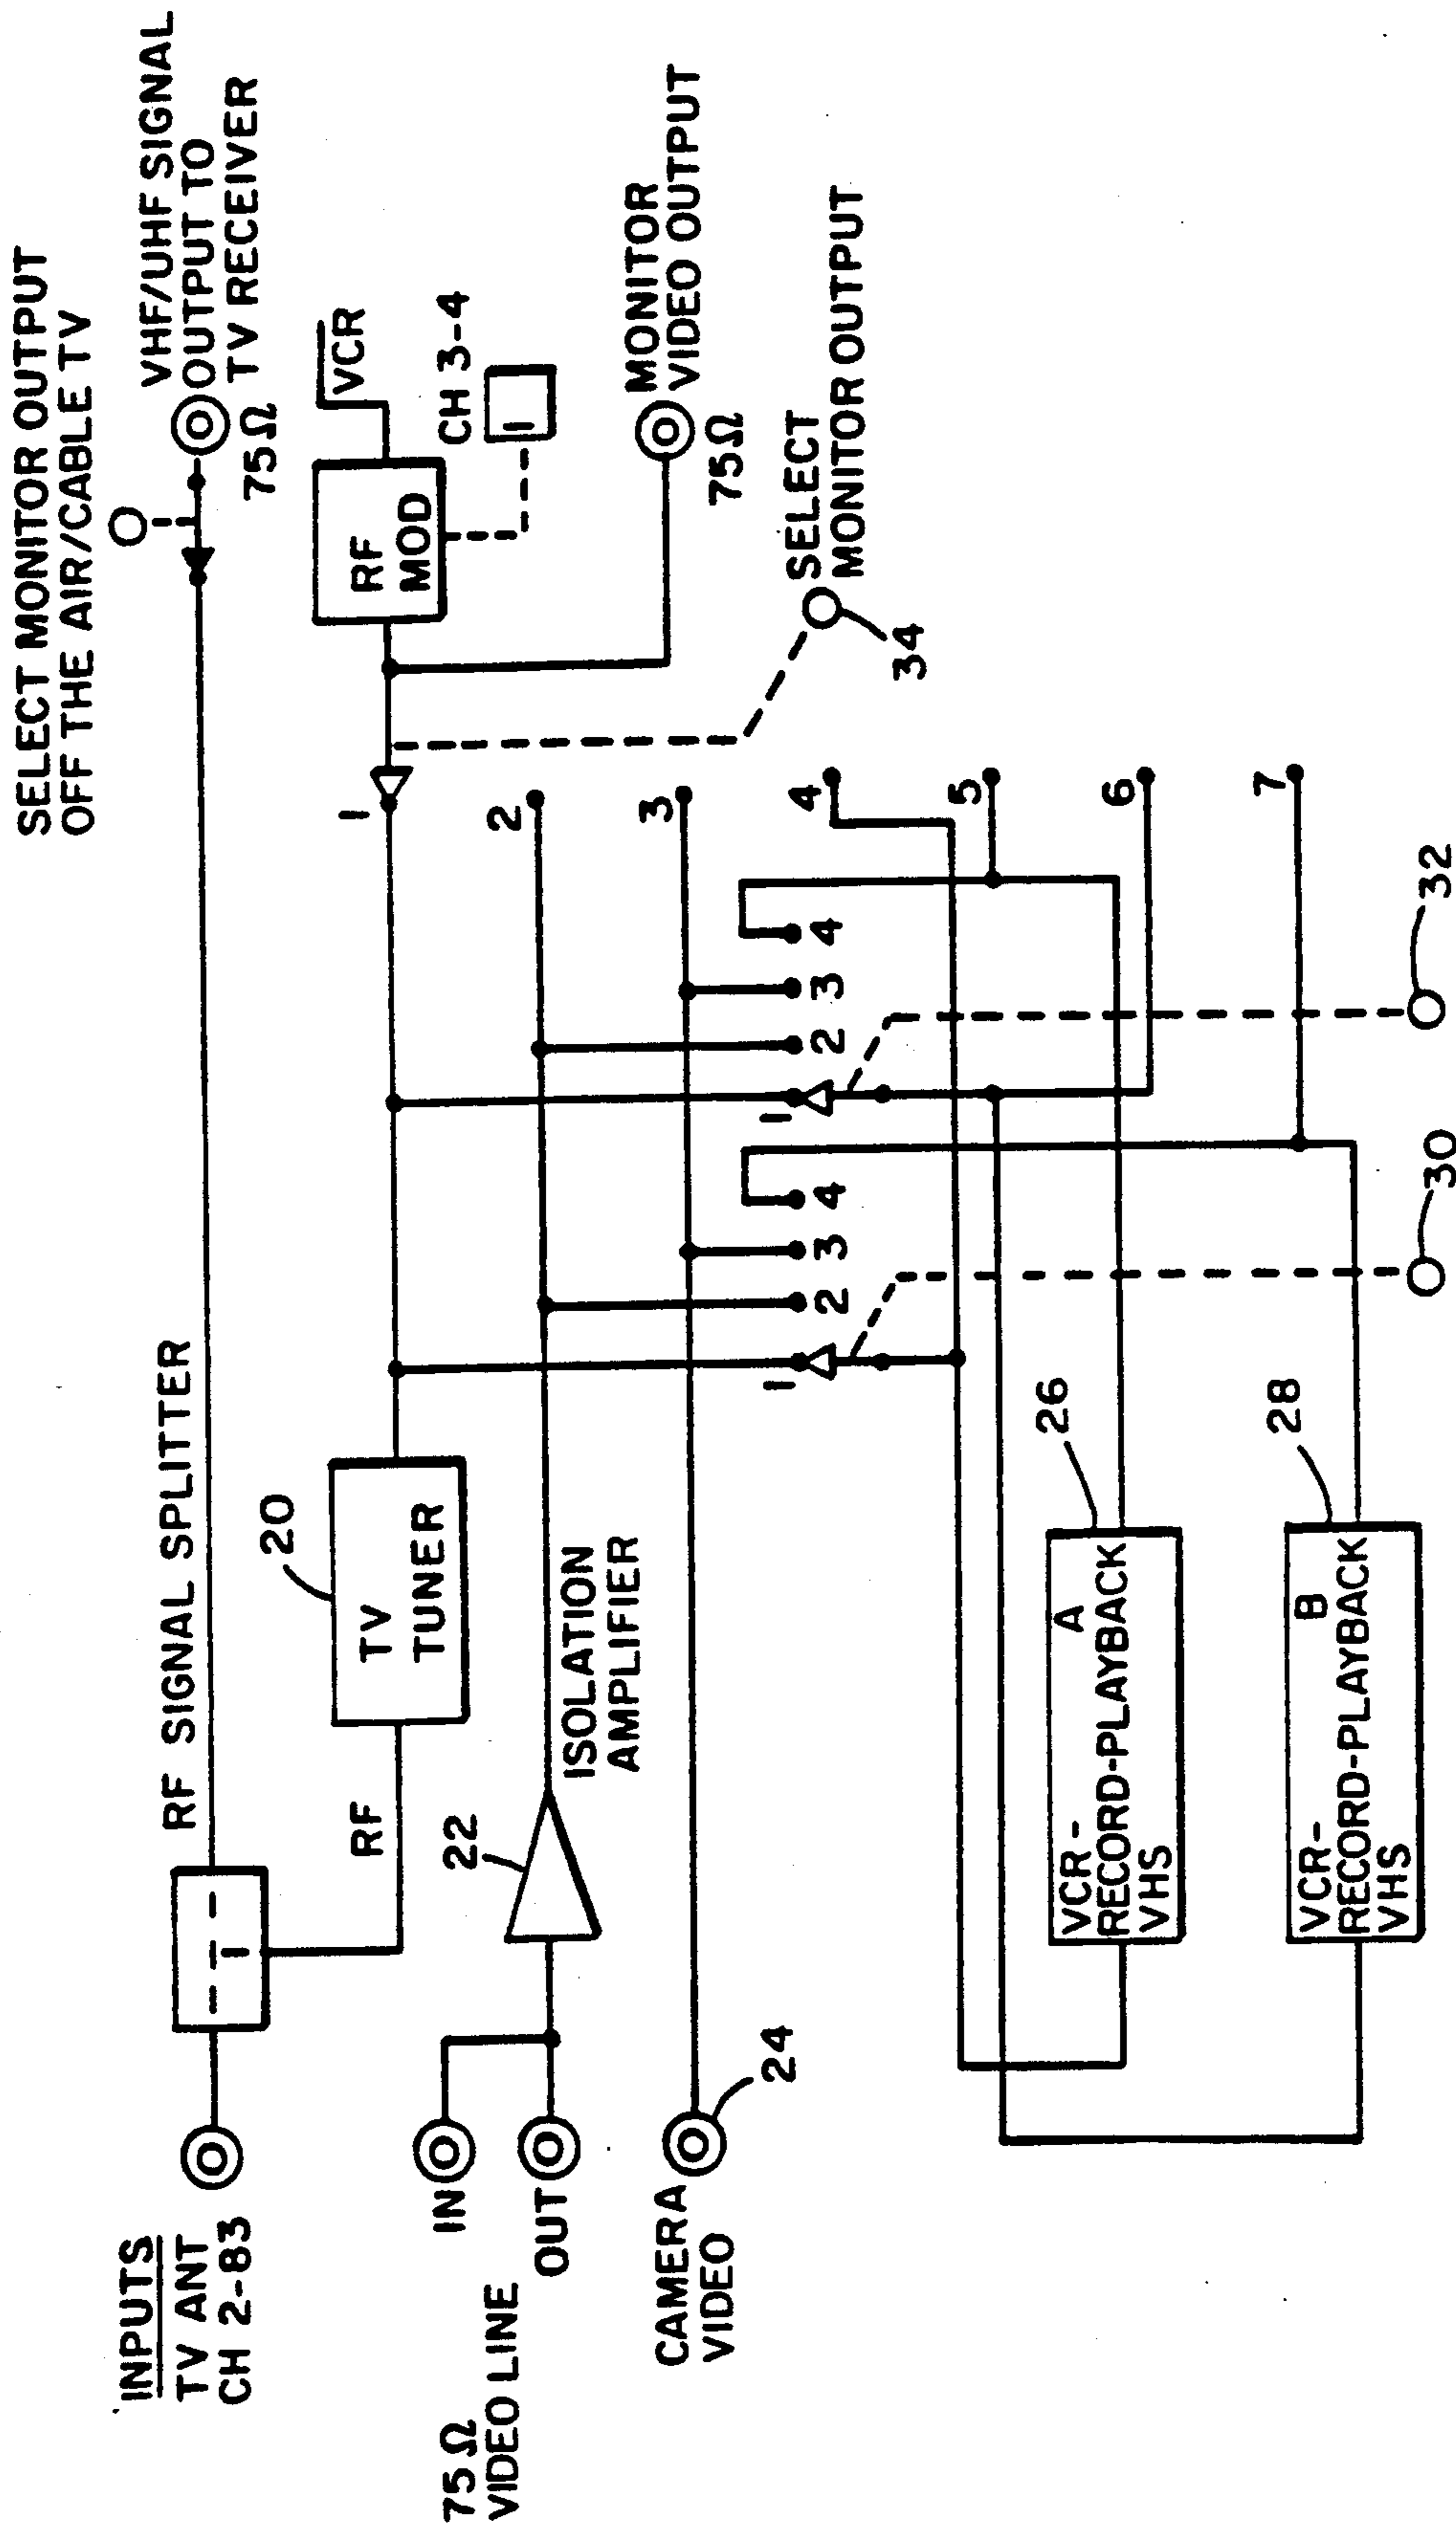 SELECT MONITOR OUTPUT
OFF THE AIR/CABLE TV
VHF/UHF SIGNAL
OUTPUT TO
TV RECEIVER
75Ω
RF SIGNAL SPLITTER
INPUTS
TV ANT
CH 2-83
RF
20
TV
TUNER
1
RF
MOD
VCR
CH 3-4
75Ω
VIDEO LINE
IN
OUT
22
ISOLATION
AMPLIFIER
2
MONITOR
VIDEO OUTPUT
75Ω
CAMERA
VIDEO
24
3
SELECT
MONITOR OUTPUT
34
1
2
3
4
1
2
3
4
4
5
6
7
VCR- A
RECORD-PLAYBACK
VHS
26
VCR- B
RECORD-PLAYBACK
VHS
28
30
32